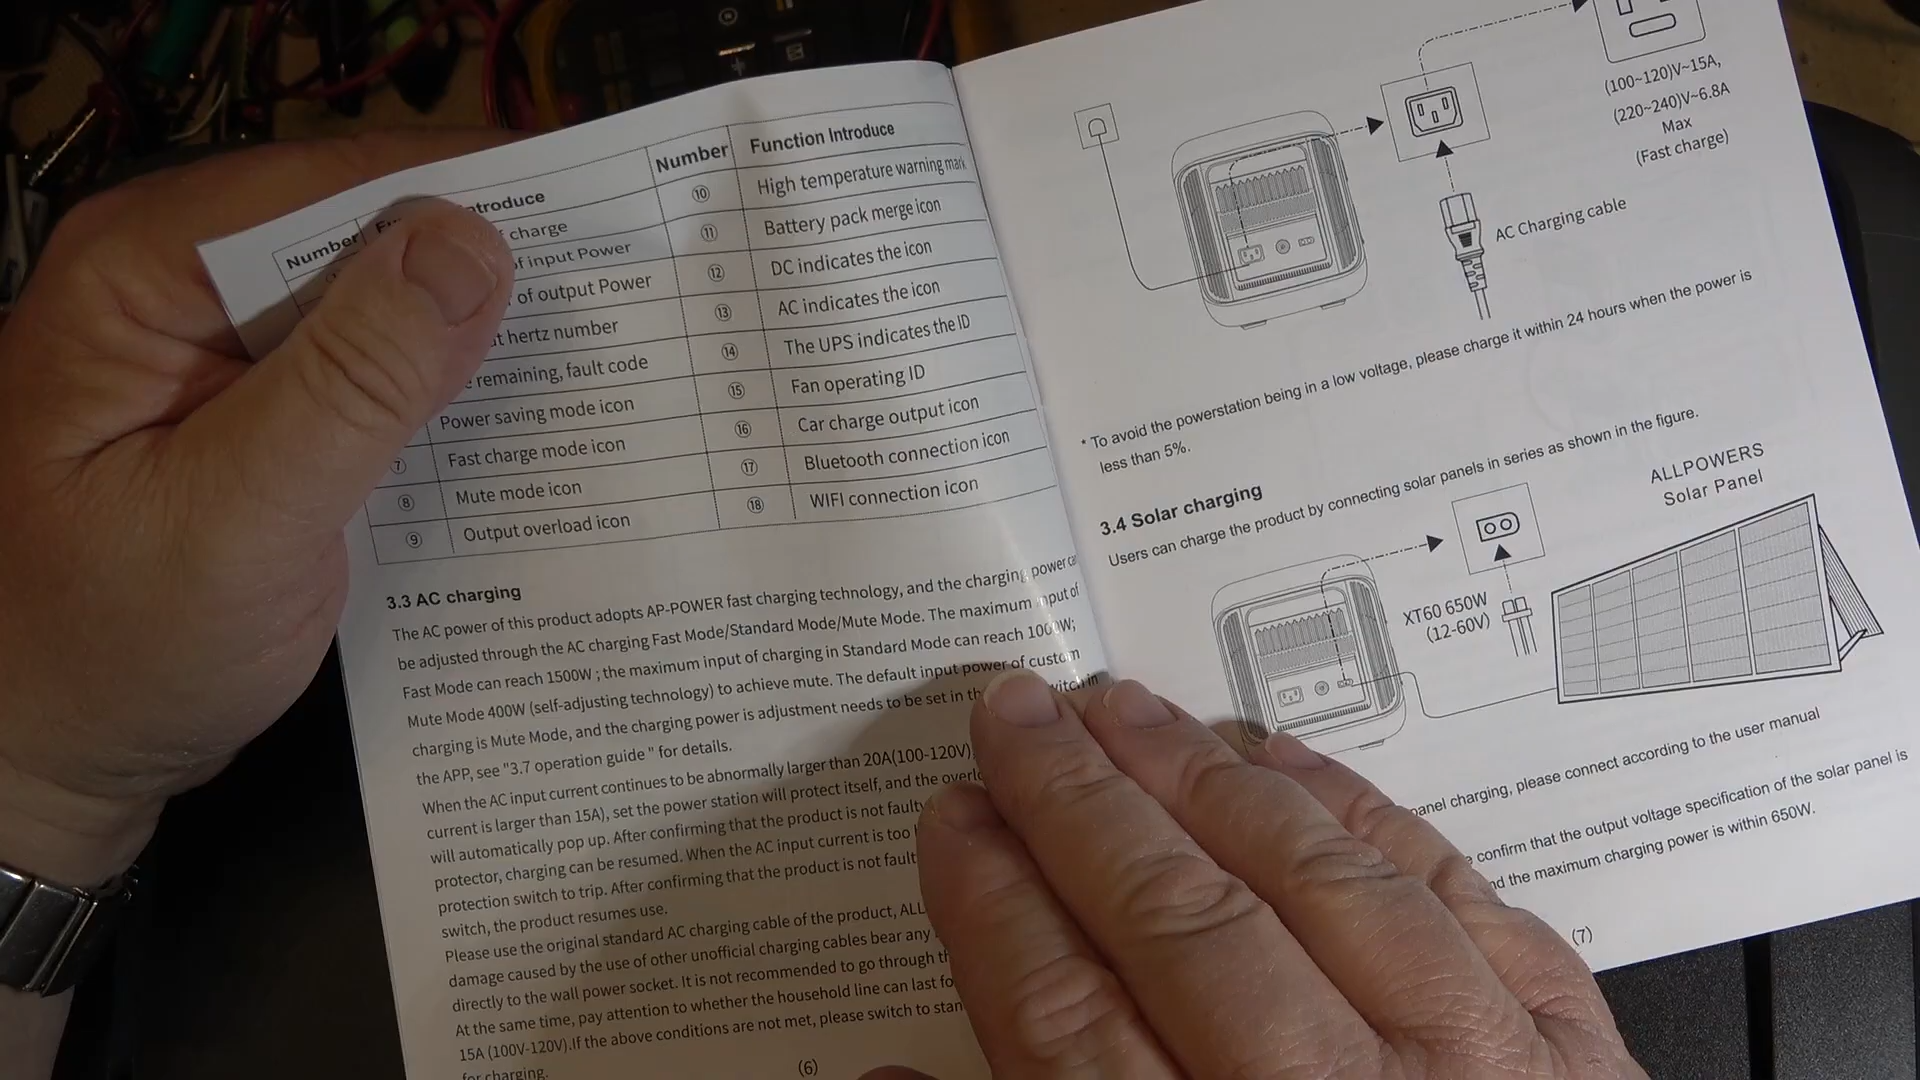 Number
introduce
Number
Function Introduce
charge
⑩
High temperature warning mark
of input Power
⑪
Battery pack merge icon
of output Power
⑫
DC indicates the icon
hertz number
⑬
AC indicates the icon
remaining, fault code
⑭
The UPS indicates the ID
Power saving mode icon
⑮
Fan operating ID
⑦
Fast charge mode icon
⑯
Car charge output icon
⑧
Mute mode icon
⑰
Bluetooth connection icon
⑨
Output overload icon
⑱
WIFI connection icon
3.3 AC charging
The AC power of this product adopts AP-POWER fast charging technology, and the charging power
be adjusted through the AC charging Fast Mode/Standard Mode/Mute Mode. The maximum input of
Fast Mode can reach 1500W ; the maximum input of charging in Standard Mode can reach 1000W;
Mute Mode 400W (self-adjusting technology) to achieve mute. The default input power of custom
charging is Mute Mode, and the charging power is adjustment needs to be set in the
the APP, see "3.7 operation guide " for details.
When the AC input current continues to be abnormally larger than 20A(100-120V)
current is larger than 15A), set the power station will protect itself, and the
will automatically pop up. After confirming that the product is not faulty
protector, charging can be resumed. When the AC input current is too
protection switch to trip. After confirming that the product is not
switch, the product resumes use.
Please use the original standard AC charging cable of the product,
damage caused by the use of other unofficial charging cables bear any
directly to the wall power socket. It is not recommended to go through
At the same time, pay attention to whether the household line can last
15A (100V-120V).If the above conditions are not met, please switch to
for charging.
(6)
(100~120)V~15A,
(220~240)V~6.8A
Max
(Fast charge)
AC Charging cable
* To avoid the powerstation being in a low voltage, please charge it within 24 hours when the power is
less than 5%.
3.4 Solar charging
Users can charge the product by connecting solar panels in series as shown in the figure.
ALLPOWERS
Solar Panel
XT60 650W
(12-60V)
panel charging, please connect according to the user manual
confirm that the output voltage specification of the solar panel is
the maximum charging power is within 650W.
(7)